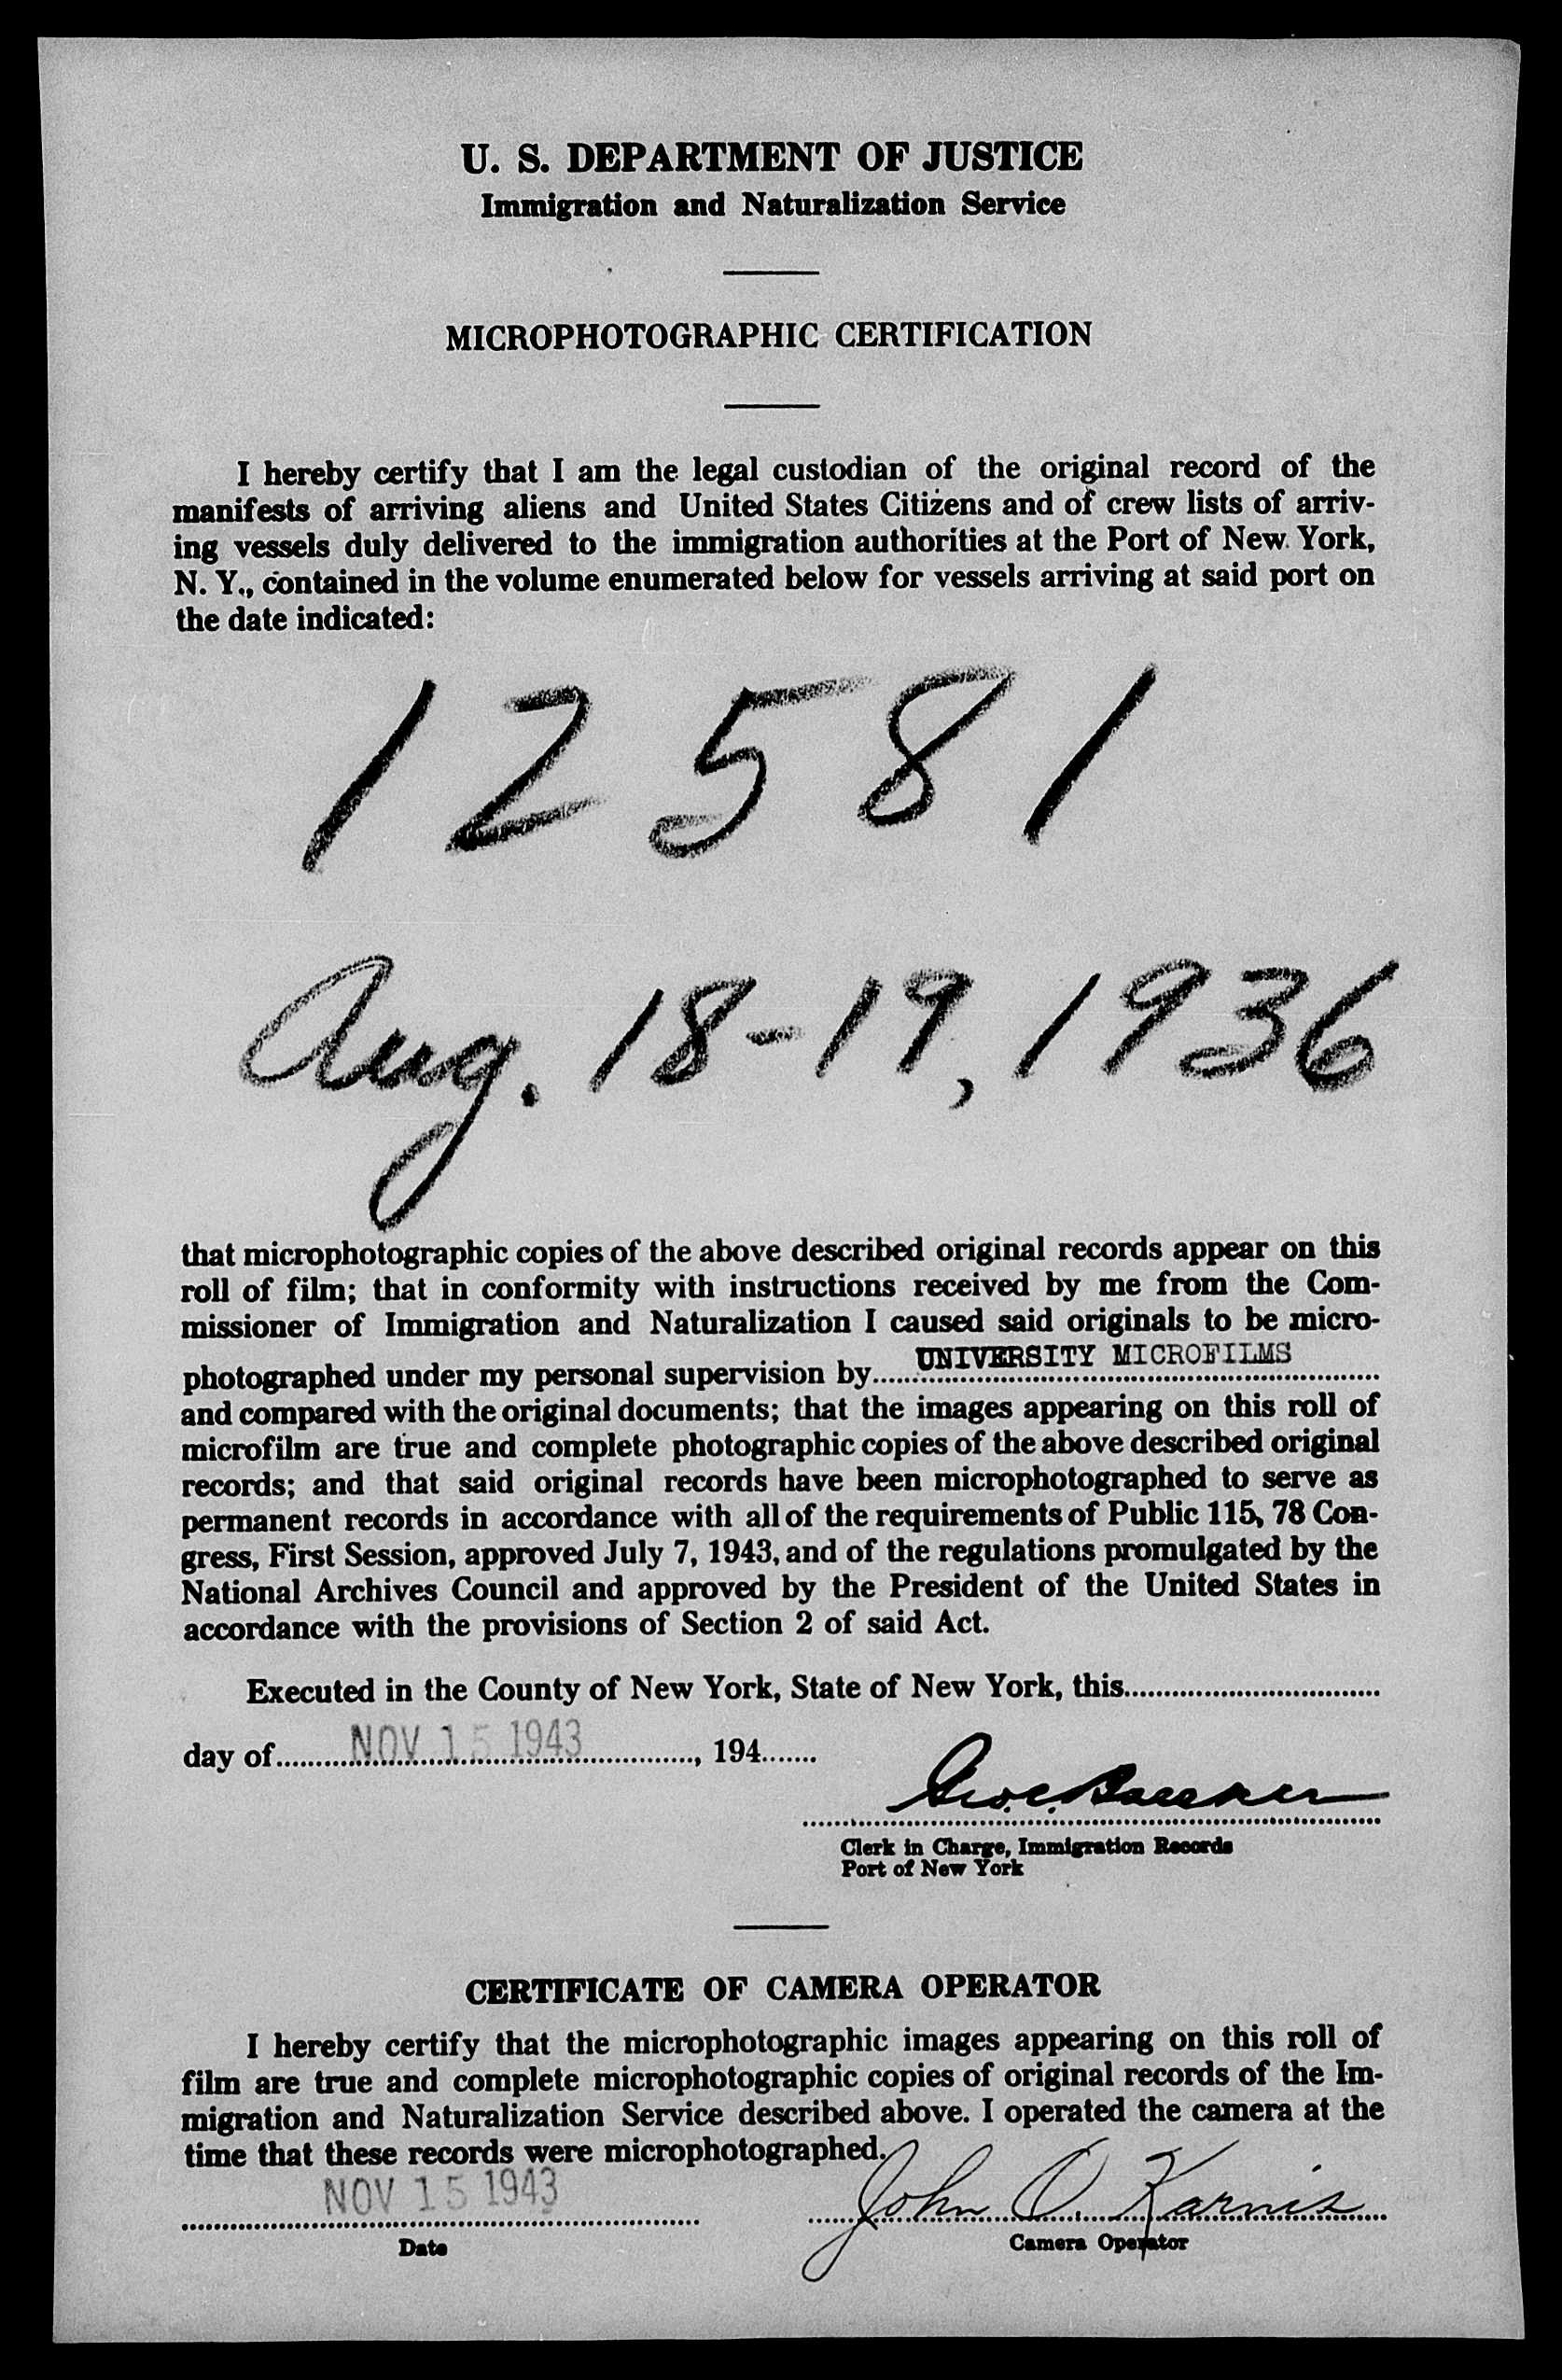 U. S. DEPARTMENT OF JUSTICE
Immigration and Naturalization Service
MICROPHOTOGRAPHIC CERTIFICATION
I hereby certify that I am the legal custodian of the original record of the
manifests of arriving aliens and United States Citizens and of crew lists of arriv-
ing vessels duly delivered to the immigration authorities at the Port of New York,
N. Y., contained in the volume enumerated below for vessels arriving at said port on
the date indicated:
12581
Aug. 18-19, 1936
that microphotographic copies of the above described original records appear on this
roll of film; that in conformity with instructions received by me from the Com-
missioner of Immigration and Naturalization I caused said originals to be micro-
photographed under my personal supervision by UNIVERSITY MICROFILMS
and compared with the original documents; that the images appearing on this roll of
microfilm are true and complete photographic copies of the above described original
records; and that said original records have been microphotographed to serve as
permanent records in accordance with all of the requirements of Public 115, 78 Con-
gress, First Session, approved July 7, 1943, and of the regulations promulgated by the
National Archives Council and approved by the President of the United States in
accordance with the provisions of Section 2 of said Act.
Executed in the County of New York, State of New York, this
day of NOV 15 1943, 194
Clerk in Charge, Immigration Records
Port of New York
CERTIFICATE OF CAMERA OPERATOR
I hereby certify that the microphotographic images appearing on this roll of
film are true and complete microphotographic copies of original records of the Im-
migration and Naturalization Service described above. I operated the camera at the
time that these records were microphotographed.
NOV 15 1943 John O. Karnis
Date Camera Operator